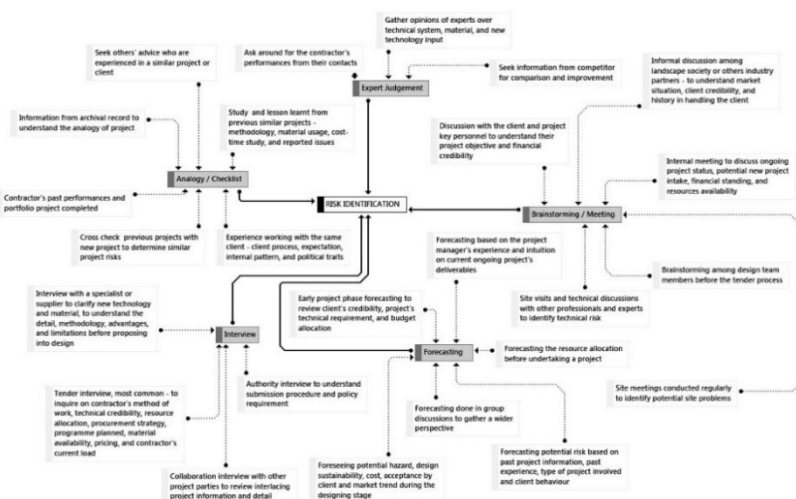 Gather opinions of experts over
technical system, material, and new
technology input
Seek others' advice who are
experienced in a similar project or
client
Ask around for the contractor's
performances from their contacts
Seek information from competitor
for comparison and improvement
Expert Judgement
Informal discussion among
landscape society or others industry
partners - to understand market
situation, client credibility, and
history in handling the client
Information from archival record to
understand the analogy of project
Study and lesson learnt from
previous similar projects -
methodology, material usage, cost-
time study, and reported issues
Discussion with the client and project
key personnel to understand their
project objective and financial
credibility
Internal meeting to discuss ongoing
project status, potential new project
intake, financial standing, and
resources availability
Analogy / Checklist
Contractor's past performances and
portfolio project completed
RISK IDENTIFICATION
Brainstorming / Meeting
Cross check previous projects with
new project to determine similar
project risks
Experience working with the same
client - client process, expectation,
internal pattern, and political traits
Forecasting based on the project
manager's experience and intuition
on current ongoing project's
deliverables
Brainstorming among design team
members before the tender process
Site visits and technical discussions
with other professionals and experts
to identify technical risk
Interview with a specialist or
supplier to clarify new technology
and material, to understand the
detail, methodology, advantages,
and limitations before proposing
into design
Early project phase forecasting to
review client's credibility, project's
technical requirement, and budget
allocation
Interview
Forecasting
Forecasting the resource allocation
before undertaking a project
Authority interview to understand
submission procedure and policy
requirement
Site meetings conducted regularly
to identify potential site problems
Tender interview, most common - to
inquire on contractor's method of
work, technical credibility, resource
allocation, procurement strategy,
programme planned, material
availability, pricing, and contractor's
current load
Forecasting done in group
discussions to gather a wider
perspective
Collaboration interview with other
project parties to review interlacing
project information and detail
Foreseeing potential hazard, design
sustainability, cost, acceptance by
client and market trend during the
designing stage
Forecasting potential risk based on
past project information, past
experience, type of project involved
and client behaviour